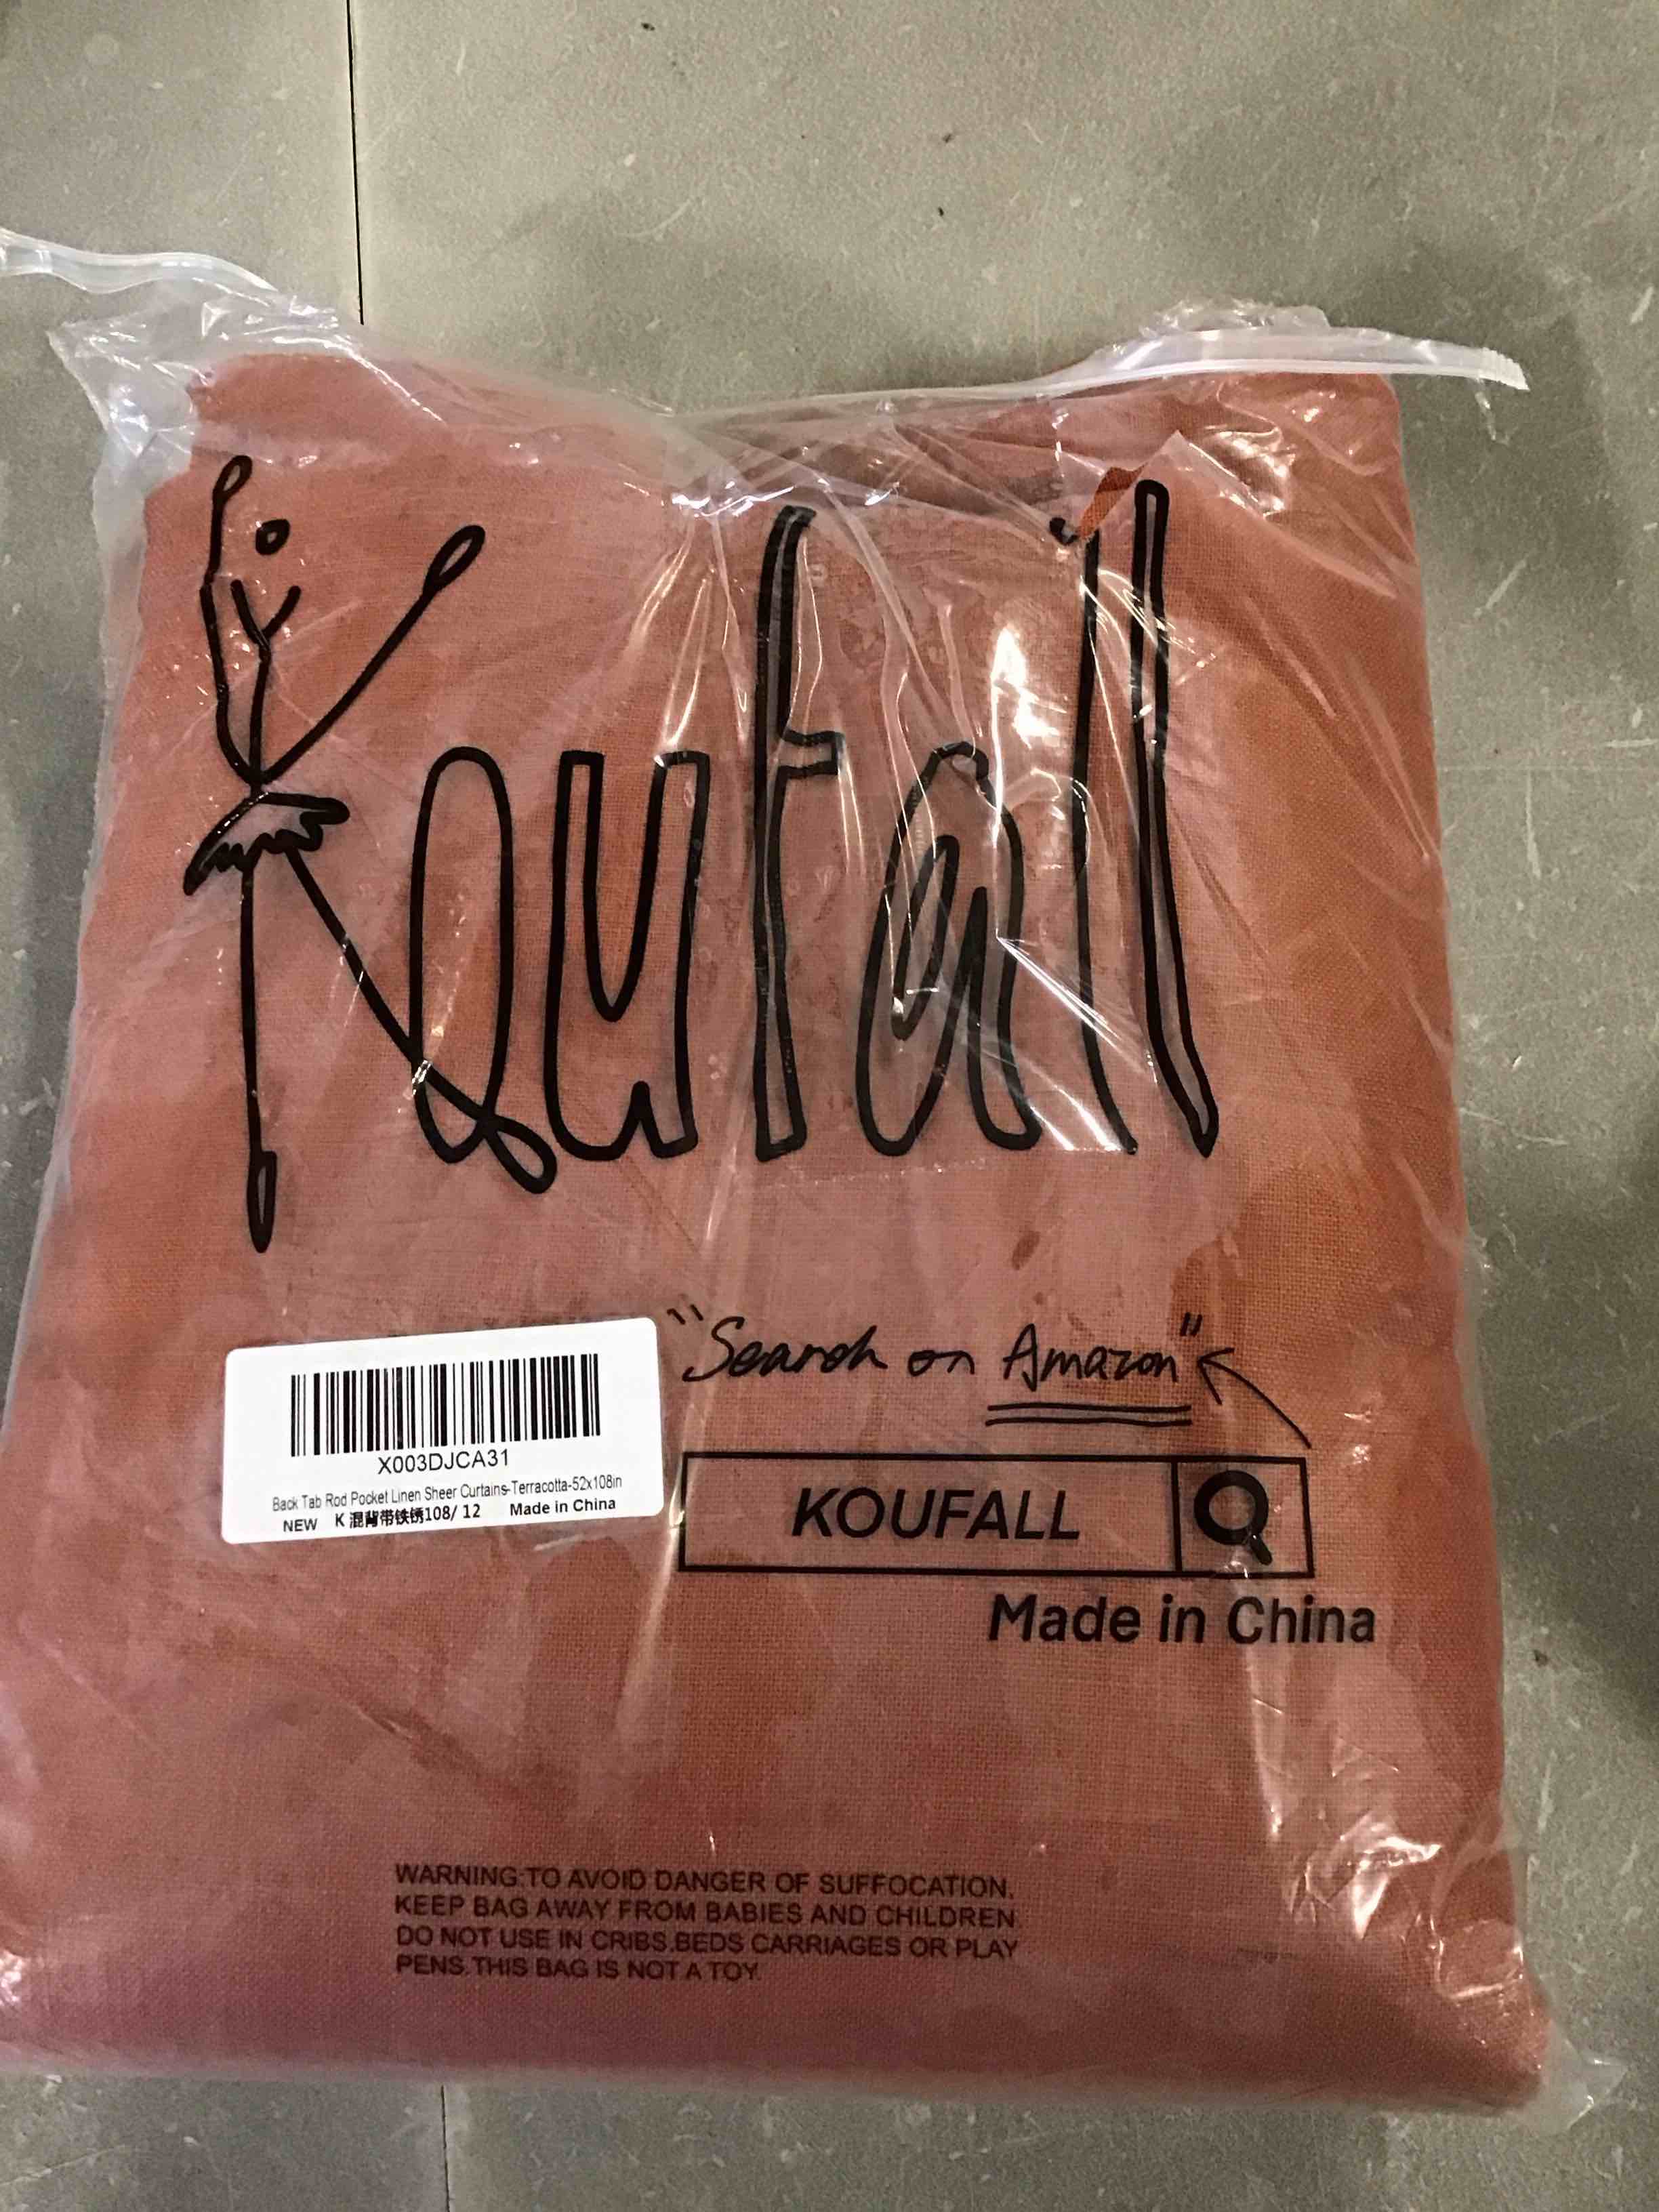 Koufall
"Search on Amazon"
X003DJCA31
Back Tab Rod Pocket Linen Sheer Curtains-Terracotta-52x108in
NEW K 混背带铁锈108/ 12 Made in China
KOUFALL
Made in China
WARNING:TO AVOID DANGER OF SUFFOCATION,
KEEP BAG AWAY FROM BABIES AND CHILDREN.
DO NOT USE IN CRIBS.BEDS CARRIAGES OR PLAY
PENS.THIS BAG IS NOT A TOY.